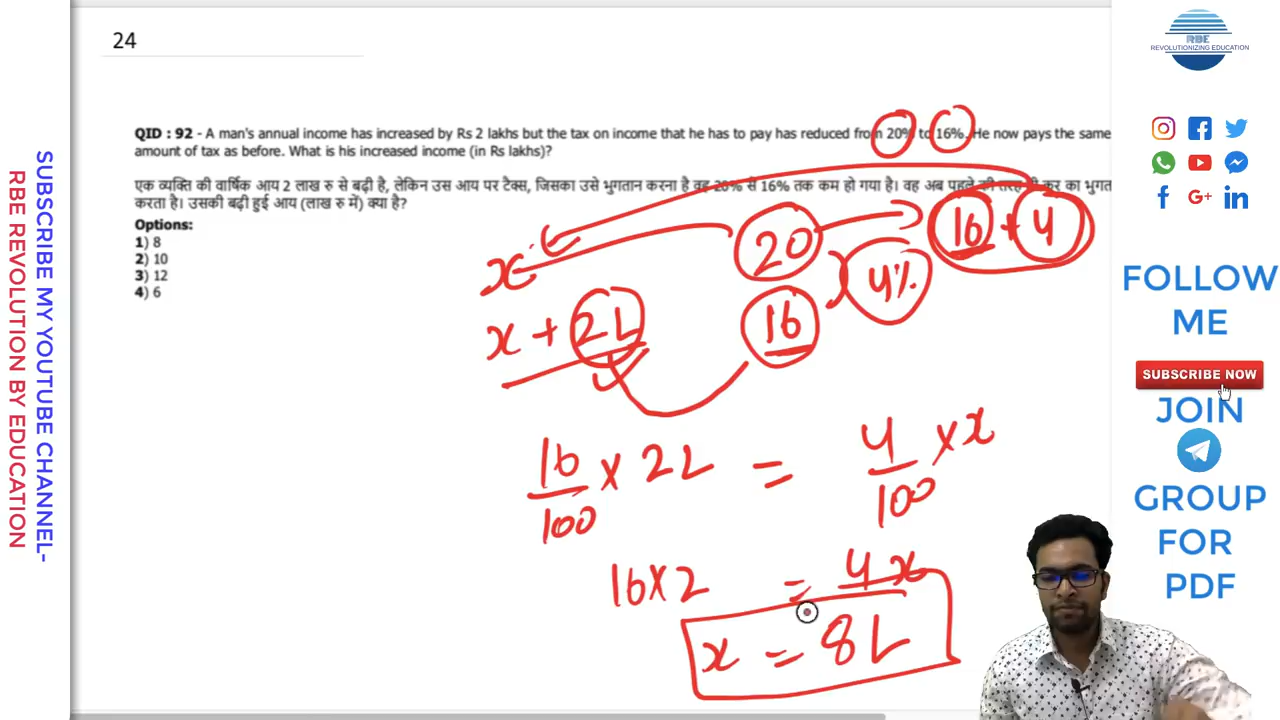 24
QID : 92 - A man's annual income has increased by Rs 2 lakhs but the tax on income that he has to pay has reduced from 20% to 16%. He now pays the same
amount of tax as before. What is his increased income (in Rs lakhs)?
एक व्यक्ति की वार्षिक आय 2 लाख रु से बढ़ी है, लेकिन उस आय पर टैक्स, जिसका उसे भुगतान करना है वह 20% से 16% तक कम हो गया है। वह अब पहले की तरह ही कर का भुगत
करता है। उसकी बढ़ी हुई आय (लाख रु में) क्या है?
Options:
1) 8
2) 10
3) 12
4) 6
x 20 16 + 4
x + 2L 16 4%
16/100 × 2L = 4/100 × x
16×2 = 4x
x = 8L
SUBSCRIBE MY YOUTUBE CHANNEL-
RBE REVOLUTION BY EDUCATION
RBE
REVOLUTIONIZING EDUCATION
FOLLOW
ME
SUBSCRIBE NOW
JOIN
GROUP
FOR
PDF